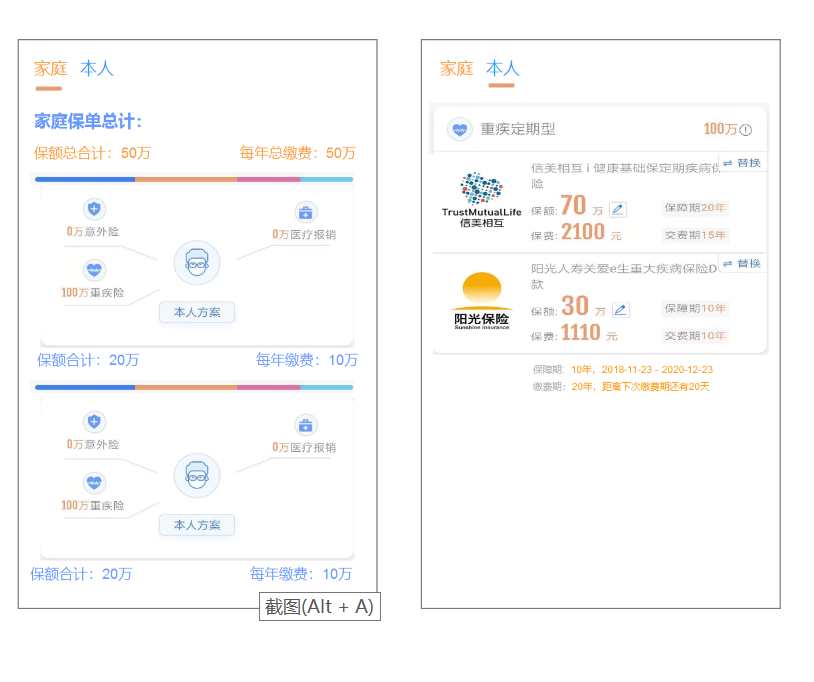 家庭 本人
家庭保单总计:
保额总合计：50万 每年总缴费：50万
0万意外险
0万医疗报销
100万重疾险
本人方案
保额合计：20万 每年缴费：10万
0万意外险
0万医疗报销
100万重疾险
本人方案
保额合计：20万 每年缴费：10万
截图(Alt + A)
家庭 本人
重疾定期型 100万
替换
信美相互 i 健康基础保定期疾病保
险
TrustMutualLife
信美相互
保额: 70 万 保障期20年
保费: 2100 元 交费期15年
替换
阳光人寿关爱e生重大疾病保险D
款
阳光保险
Sunshine Insurance
保额: 30 万 保障期10年
保费: 1110 元 交费期10年
保障期: 10年，2018-11-23 - 2020-12-23
缴费期: 20年，距离下次缴费期还有20天